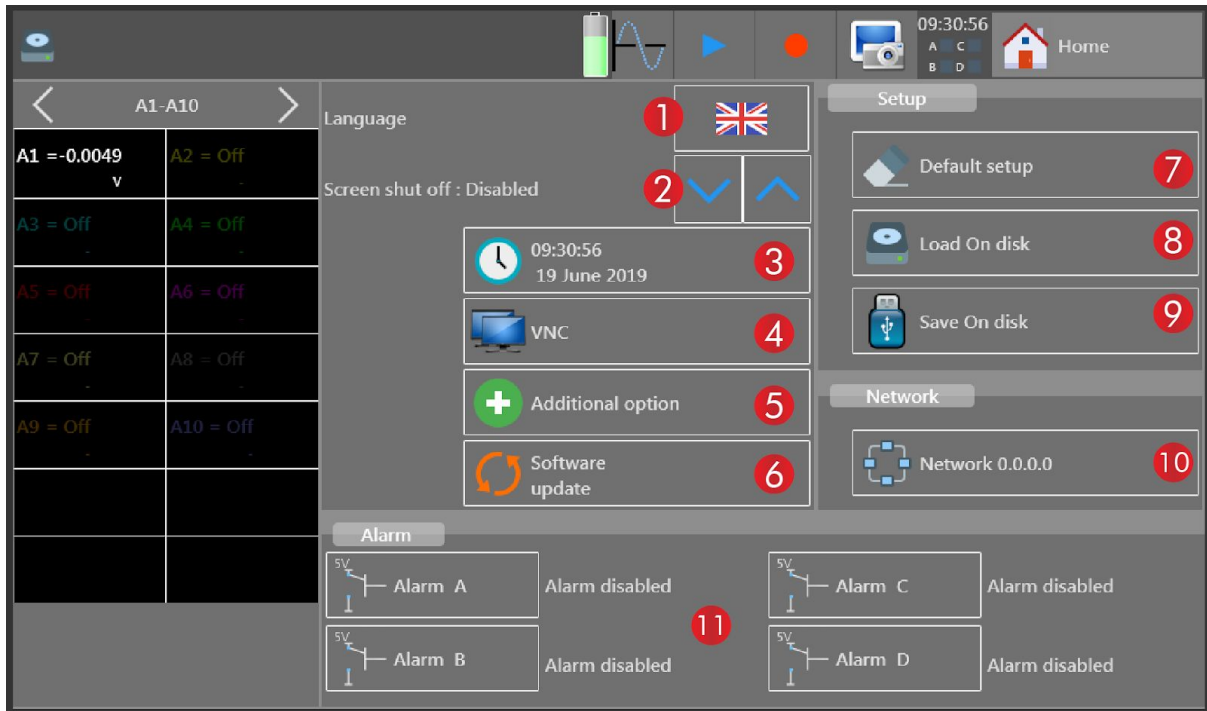 09:30:56
A C
B D
Home
A1-A10
A1 =-0.0049
V
A2 = Off
-
A3 = Off
-
A4 = Off
-
A5 = Off
-
A6 = Off
-
A7 = Off
-
A8 = Off
-
A9 = Off
-
A10 = Off
-
Language
1
Screen shut off : Disabled
2
09:30:56
19 June 2019
3
VNC
4
Additional option
5
Software
update
6
Setup
Default setup
7
Load On disk
8
Save On disk
9
Network
Network 0.0.0.0
10
Alarm
5V
Alarm A
Alarm disabled
5V
Alarm B
Alarm disabled
11
5V
Alarm C
Alarm disabled
5V
Alarm D
Alarm disabled